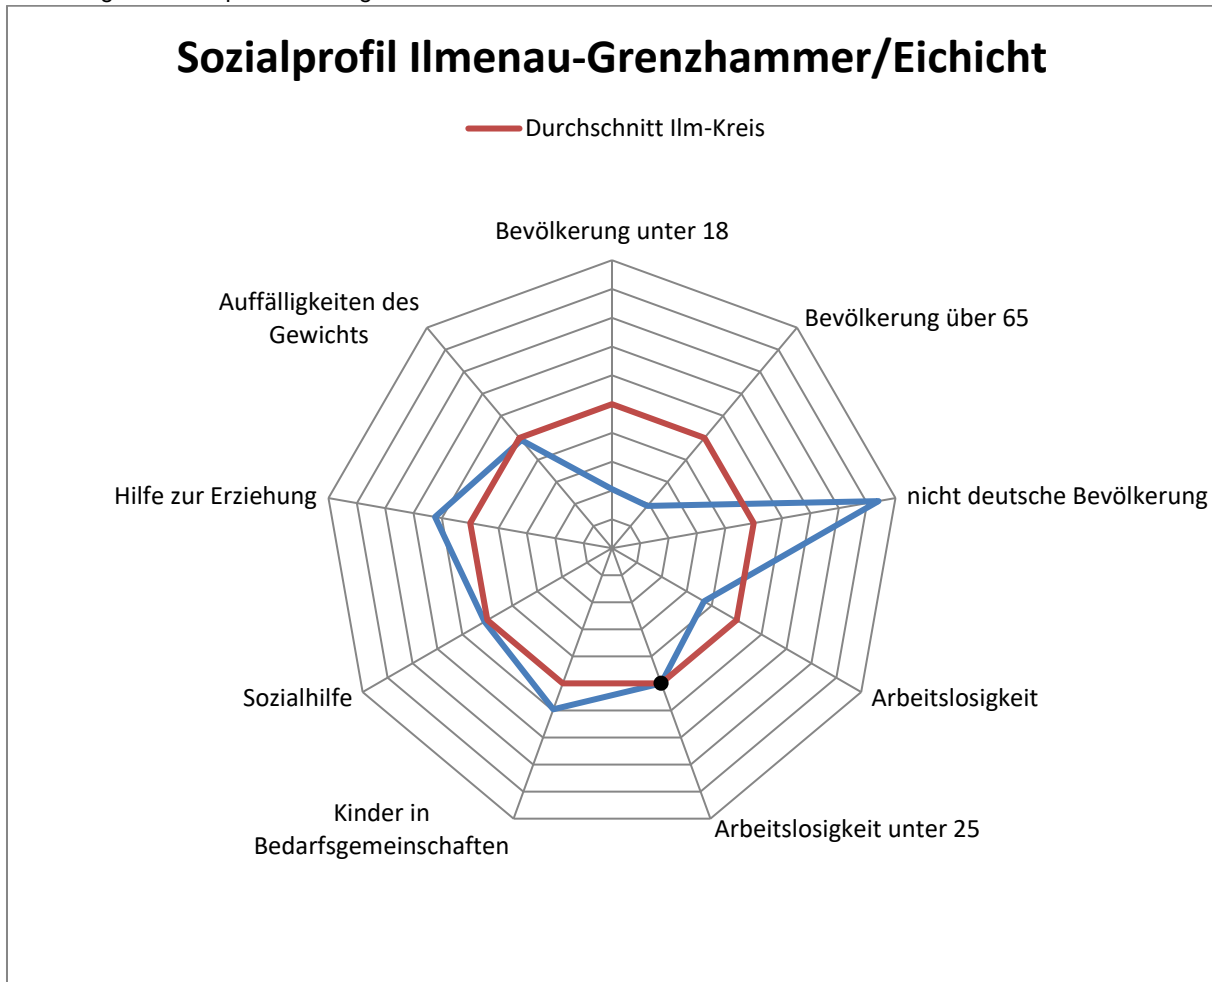 Sozialprofil Ilmenau-Grenzhammer/Eichicht
Durchschnitt Ilm-Kreis
Bevölkerung unter 18
Auffälligkeiten des
Gewichts
Bevölkerung über 65
Hilfe zur Erziehung
nicht deutsche Bevölkerung
Sozialhilfe
Arbeitslosigkeit
Kinder in
Bedarfsgemeinschaften
Arbeitslosigkeit unter 25